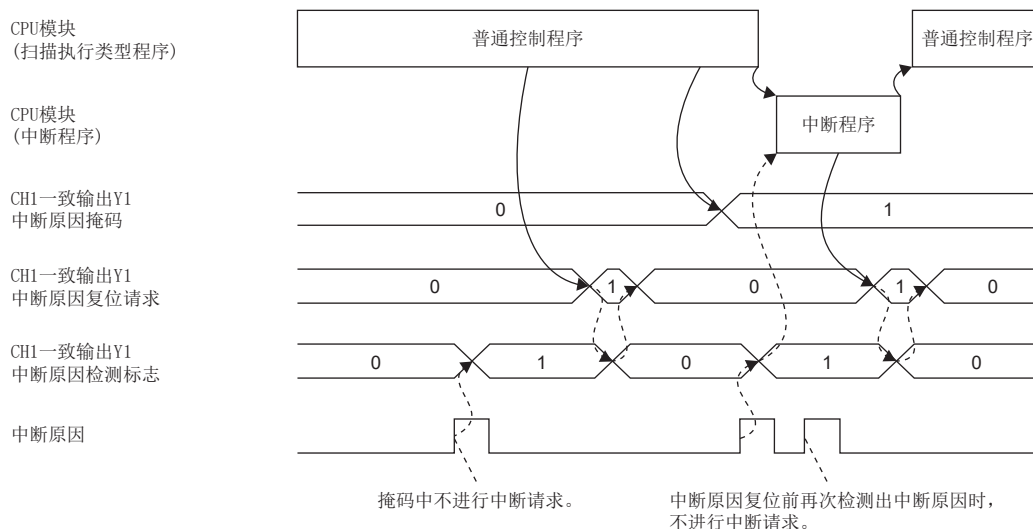 CPU模块
(扫描执行类型程序)
普通控制程序
普通控制程序
CPU模块
(中断程序)
中断程序
CH1一致输出Y1
中断原因掩码
0
1
CH1一致输出Y1
中断原因复位请求
0
1
0
1
0
CH1一致输出Y1
中断原因检测标志
0
1
0
1
0
中断原因
掩码中不进行中断请求。
中断原因复位前再次检测出中断原因时，
不进行中断请求。